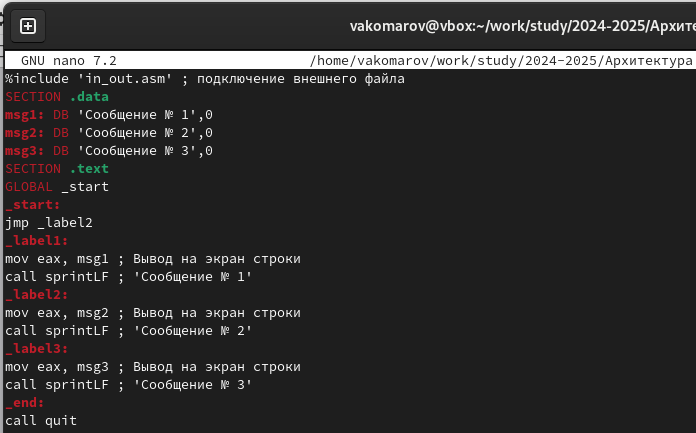 vakomarov@vbox:~/work/study/2024-2025/Архите
GNU nano 7.2 /home/vakomarov/work/study/2024-2025/Архитектура
%include 'in_out.asm' ; подключение внешнего файла
SECTION .data
msg1: DB 'Сообщение № 1',0
msg2: DB 'Сообщение № 2',0
msg3: DB 'Сообщение № 3',0
SECTION .text
GLOBAL _start
_start:
jmp _label2
_label1:
mov eax, msg1 ; Вывод на экран строки
call sprintLF ; 'Сообщение № 1'
_label2:
mov eax, msg2 ; Вывод на экран строки
call sprintLF ; 'Сообщение № 2'
_label3:
mov eax, msg3 ; Вывод на экран строки
call sprintLF ; 'Сообщение № 3'
_end:
call quit